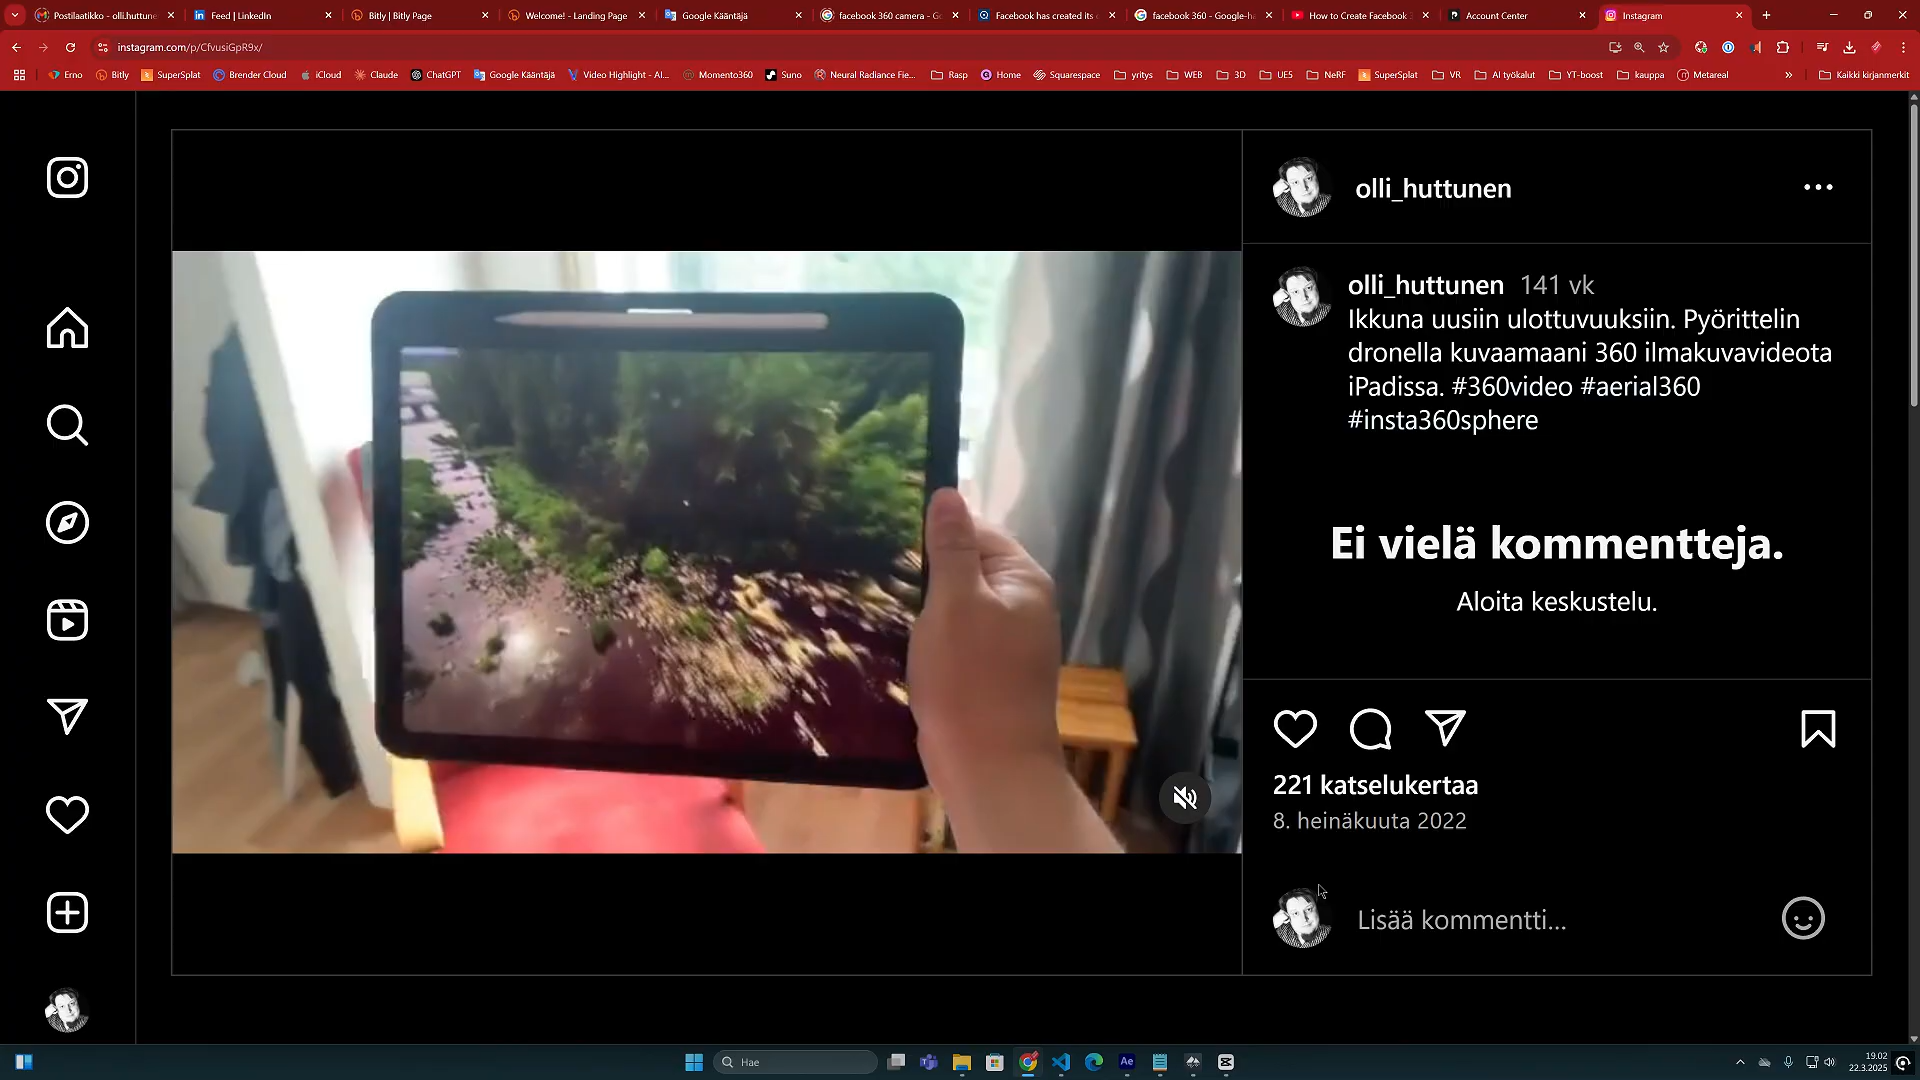 Postilaatikko - olli.huttune
Feed | LinkedIn
Bitly | Bitly Page
Welcome! - Landing Page
Google Kääntäjä
facebook 360 camera - G
Facebook has created its
facebook 360 - Google-h
How to Create Facebook
Account Center
Instagram
instagram.com/p/CfvusiGpR9x/
Erno
Bitly
SuperSplat
Brender Cloud
iCloud
Claude
ChatGPT
Google Kääntäjä
Video Highlight - AI...
Momento360
Suno
Neural Radiance Fie...
Rasp
Home
Squarespace
yritys
WEB
3D
UE5
NeRF
SuperSplat
VR
AI työkalut
YT-boost
kauppa
Metareal
»
Kaikki kirjanmerkit
olli_huttunen
olli_huttunen 141 vk
Ikkuna uusiin ulottuvuuksiin. Pyörittelin
dronella kuvaamaani 360 ilmakuvavideota
iPadissa. #360video #aerial360
#insta360sphere
Ei vielä kommentteja.
Aloita keskustelu.
221 katselukertaa
8. heinäkuuta 2022
Lisää kommentti...
Hae
Ae
19.02
22.3.2025